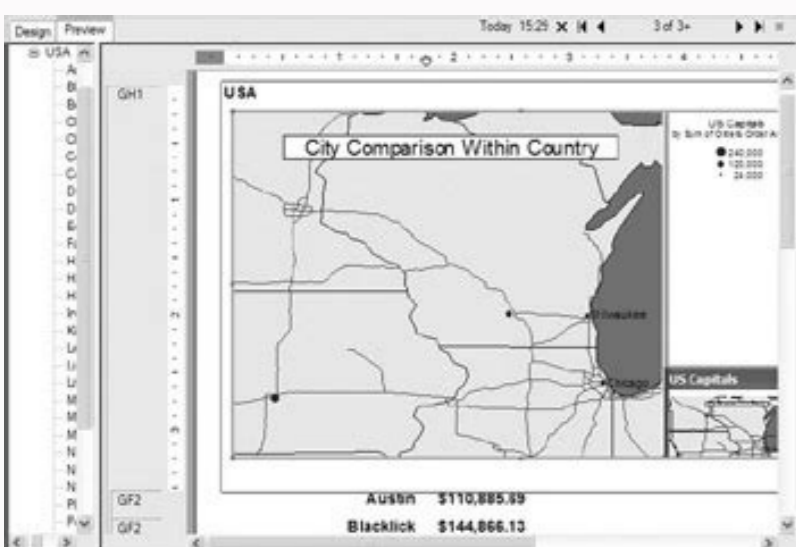 Design Preview
Today 15:29
3 of 3+
USA
GH1
USA
City Comparison Within Country
US Capitals
240,000
120,000
24,000
Milwaukee
Chicago
US Capitals
GF2
Austin $110,885.69
GF2
Blacklick $144,866.13